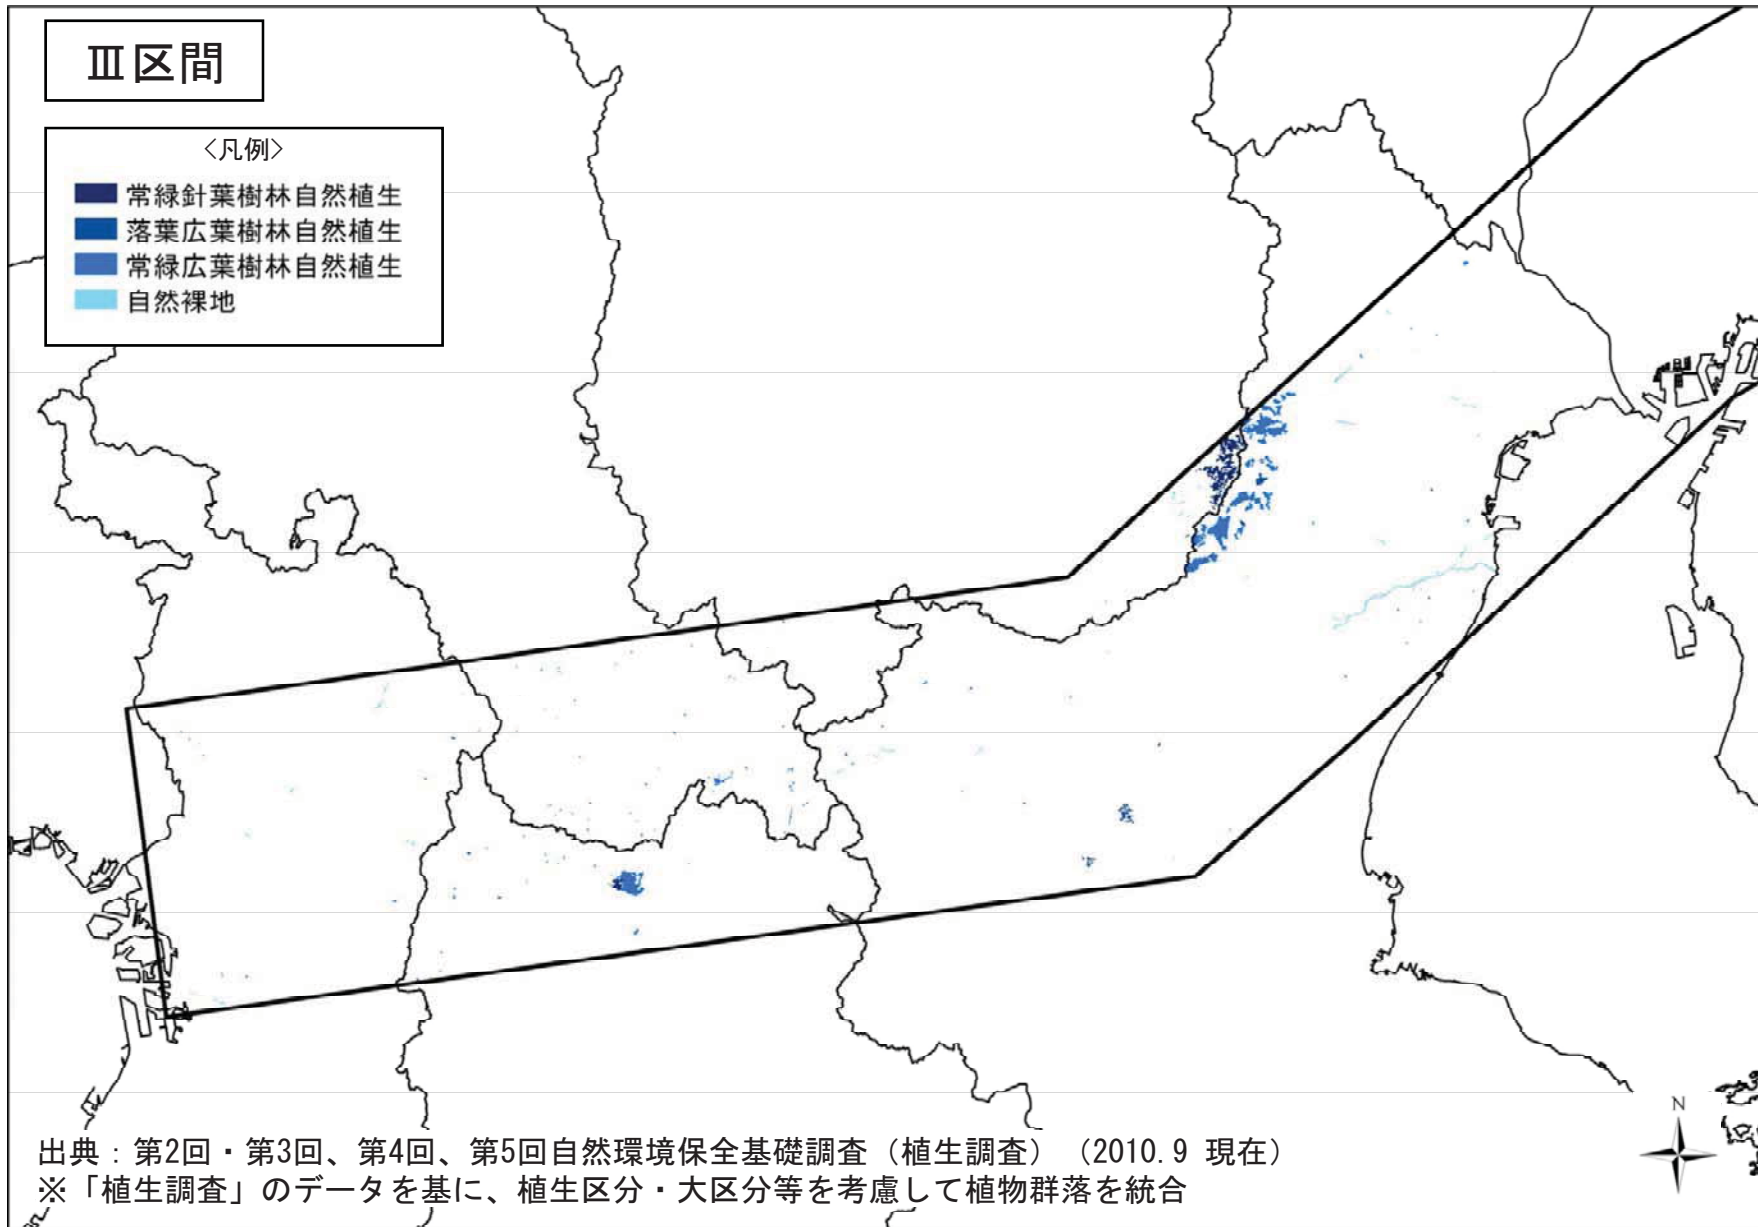 Ⅲ区間
<凡例>
常緑針葉樹林自然植生
落葉広葉樹林自然植生
常緑広葉樹林自然植生
自然裸地
N
出典：第2回・第3回、第4回、第5回自然環境保全基礎調査（植生調査）（2010.9 現在）
※「植生調査」のデータを基に、植生区分・大区分等を考慮して植物群落を統合